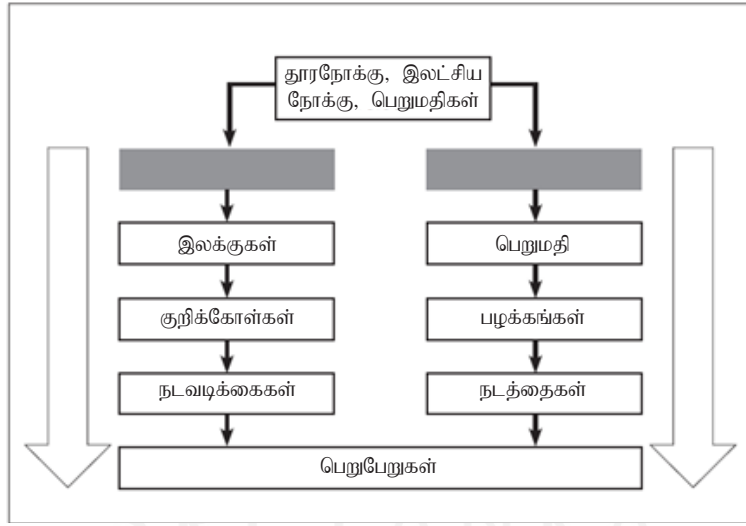 தூரநோக்கு, இலட்சிய
நோக்கு, பெறுமதிகள்
இலக்குகள்
பெறுமதி
குறிக்கோள்கள்
பழக்கங்கள்
நடவடிக்கைகள்
நடத்தைகள்
பெறுபேறுகள்